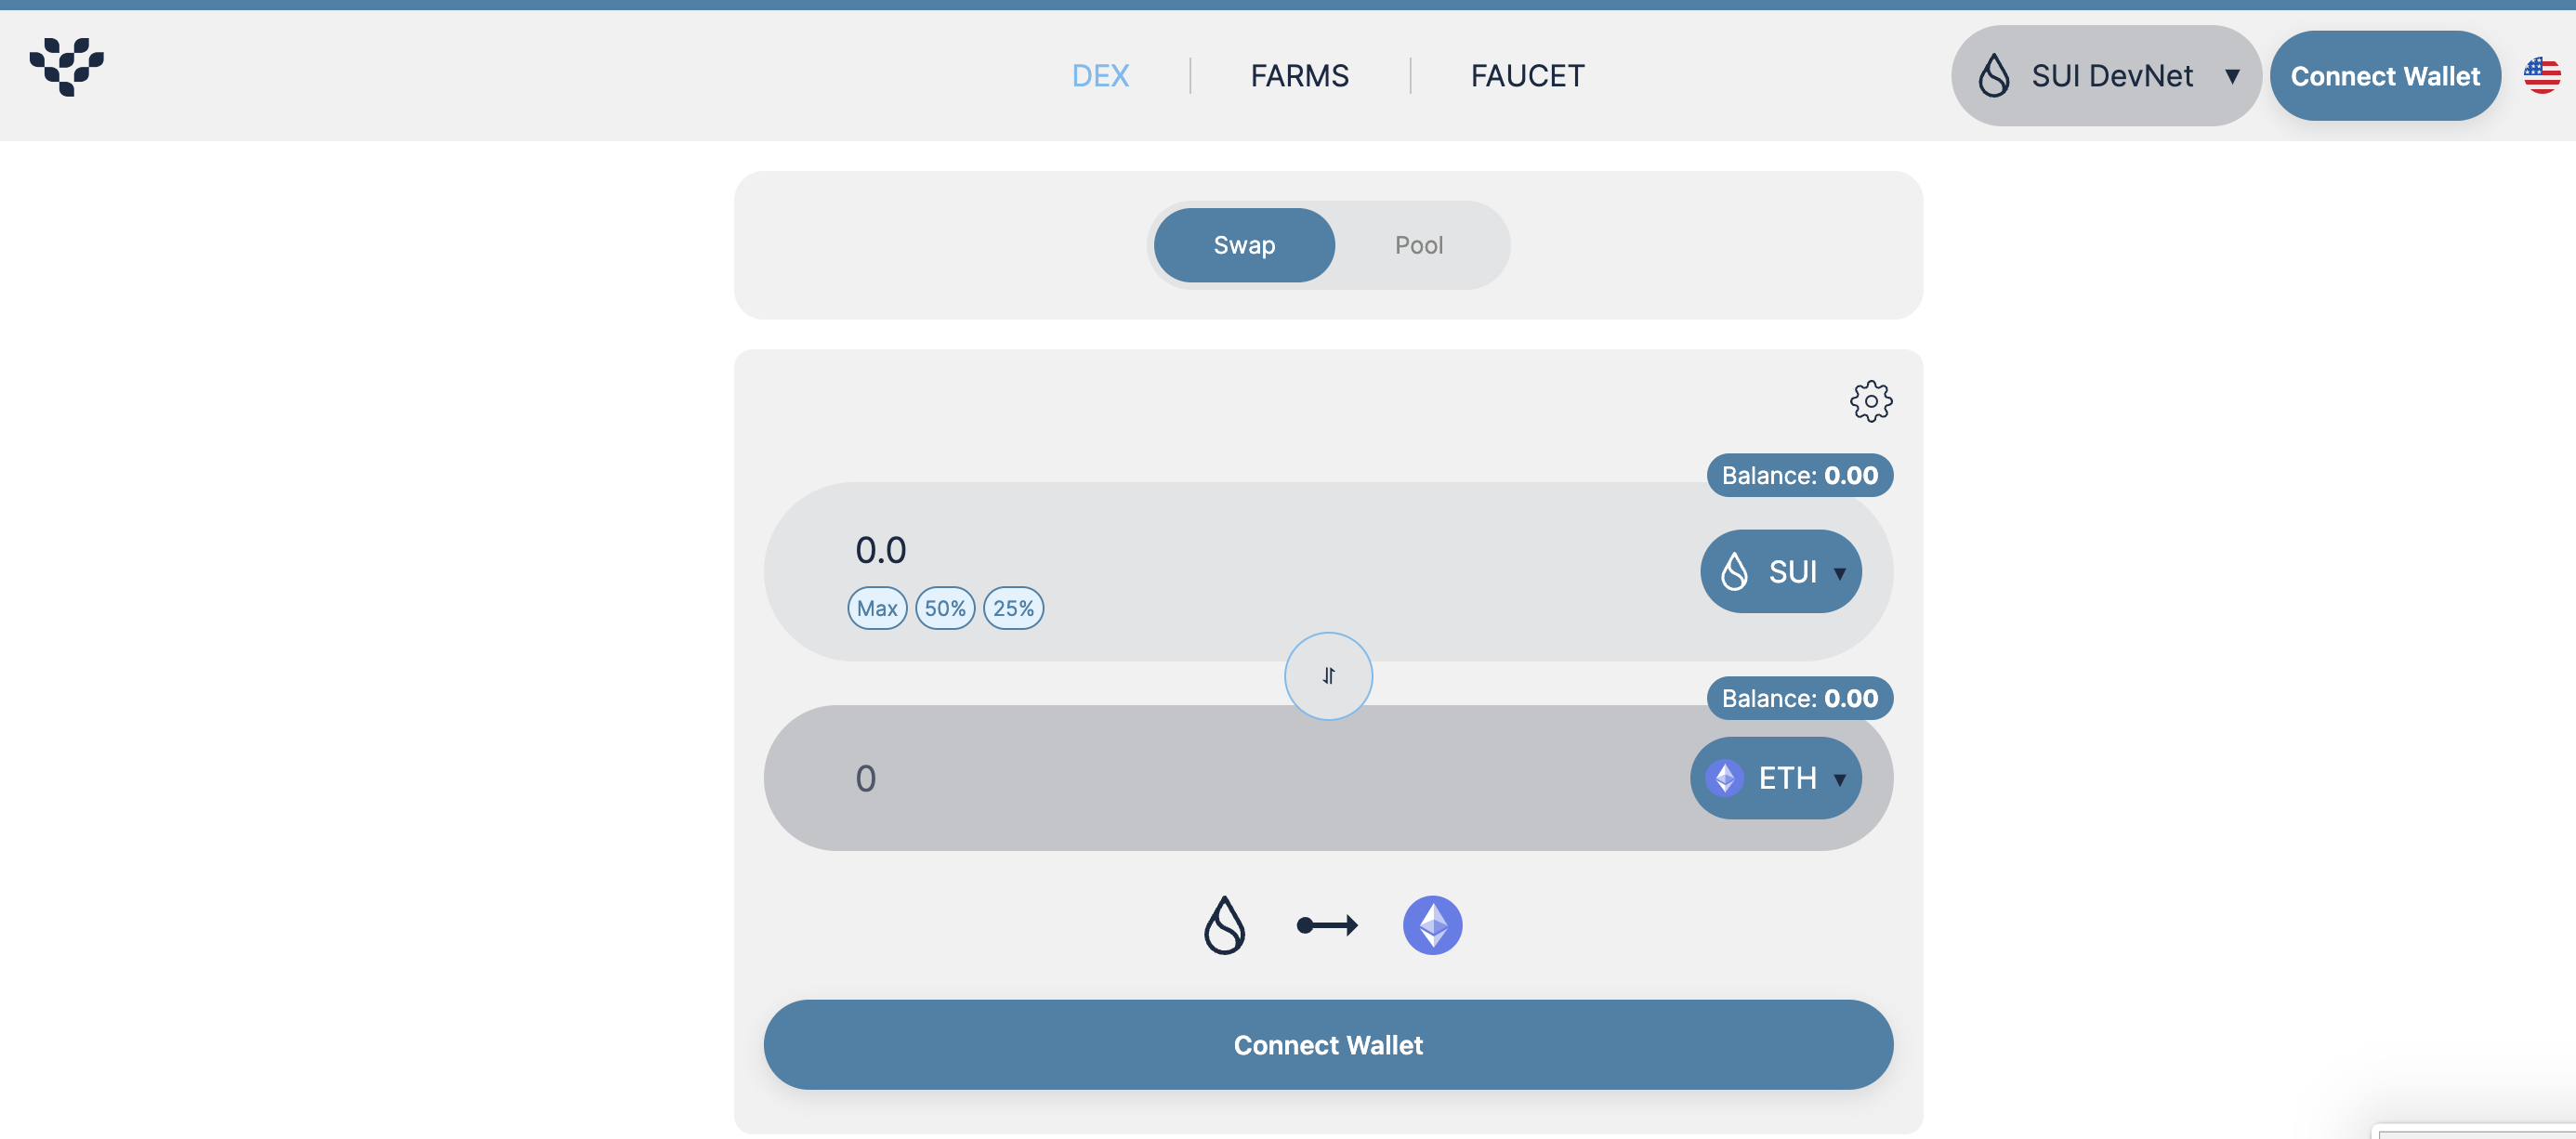 DEX
FARMS
FAUCET
SUI DevNet
Connect Wallet
Swap
Pool
Balance: 0.00
0.0
SUI
Max 50% 25%
Balance: 0.00
0
ETH
Connect Wallet